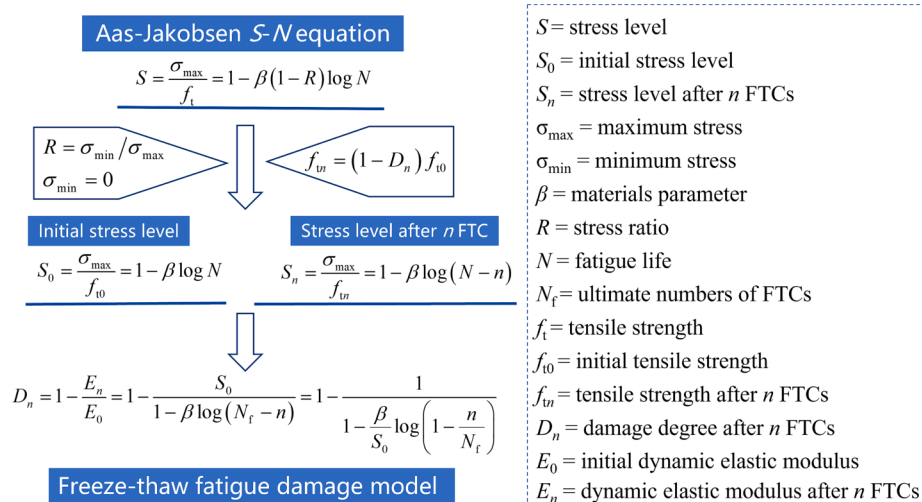 Aas-Jakobsen S-N equation
S = σmax / ft = 1 − β(1 − R) log N
R = σmin / σmax
σmin = 0
ftn = (1 − Dn) ft0
Initial stress level
S0 = σmax / ft0 = 1 − β log N
Stress level after n FTC
Sn = σmax / ftn = 1 − β log(N − n)
Dn = 1 − En / E0 = 1 − S0 / (1 − β log(Nf − n)) = 1 − 1 / (1 − (β / S0) log(1 − n / Nf))
Freeze-thaw fatigue damage model
S = stress level
S0 = initial stress level
Sn = stress level after n FTCs
σmax = maximum stress
σmin = minimum stress
β = materials parameter
R = stress ratio
N = fatigue life
Nf = ultimate numbers of FTCs
ft = tensile strength
ft0 = initial tensile strength
ftn = tensile strength after n FTCs
Dn = damage degree after n FTCs
E0 = initial dynamic elastic modulus
En = dynamic elastic modulus after n FTCs